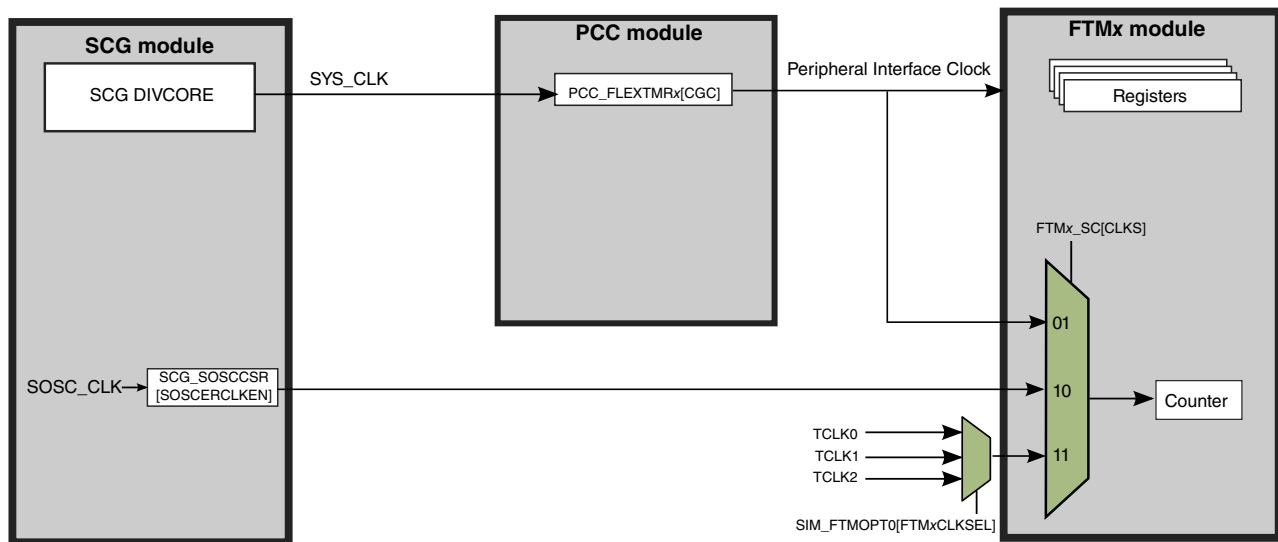 SCG module
SCG DIVCORE
SYS_CLK
PCC module
PCC_FLEXTMRx[CGC]
Peripheral Interface Clock
FTMx module
Registers
FTMx_SC[CLKS]
01
SOSC_CLK
SCG_SOSCCSR
[SOSCERCLKEN]
10
Counter
TCLK0
TCLK1
TCLK2
11
SIM_FTMOPT0[FTMxCLKSEL]